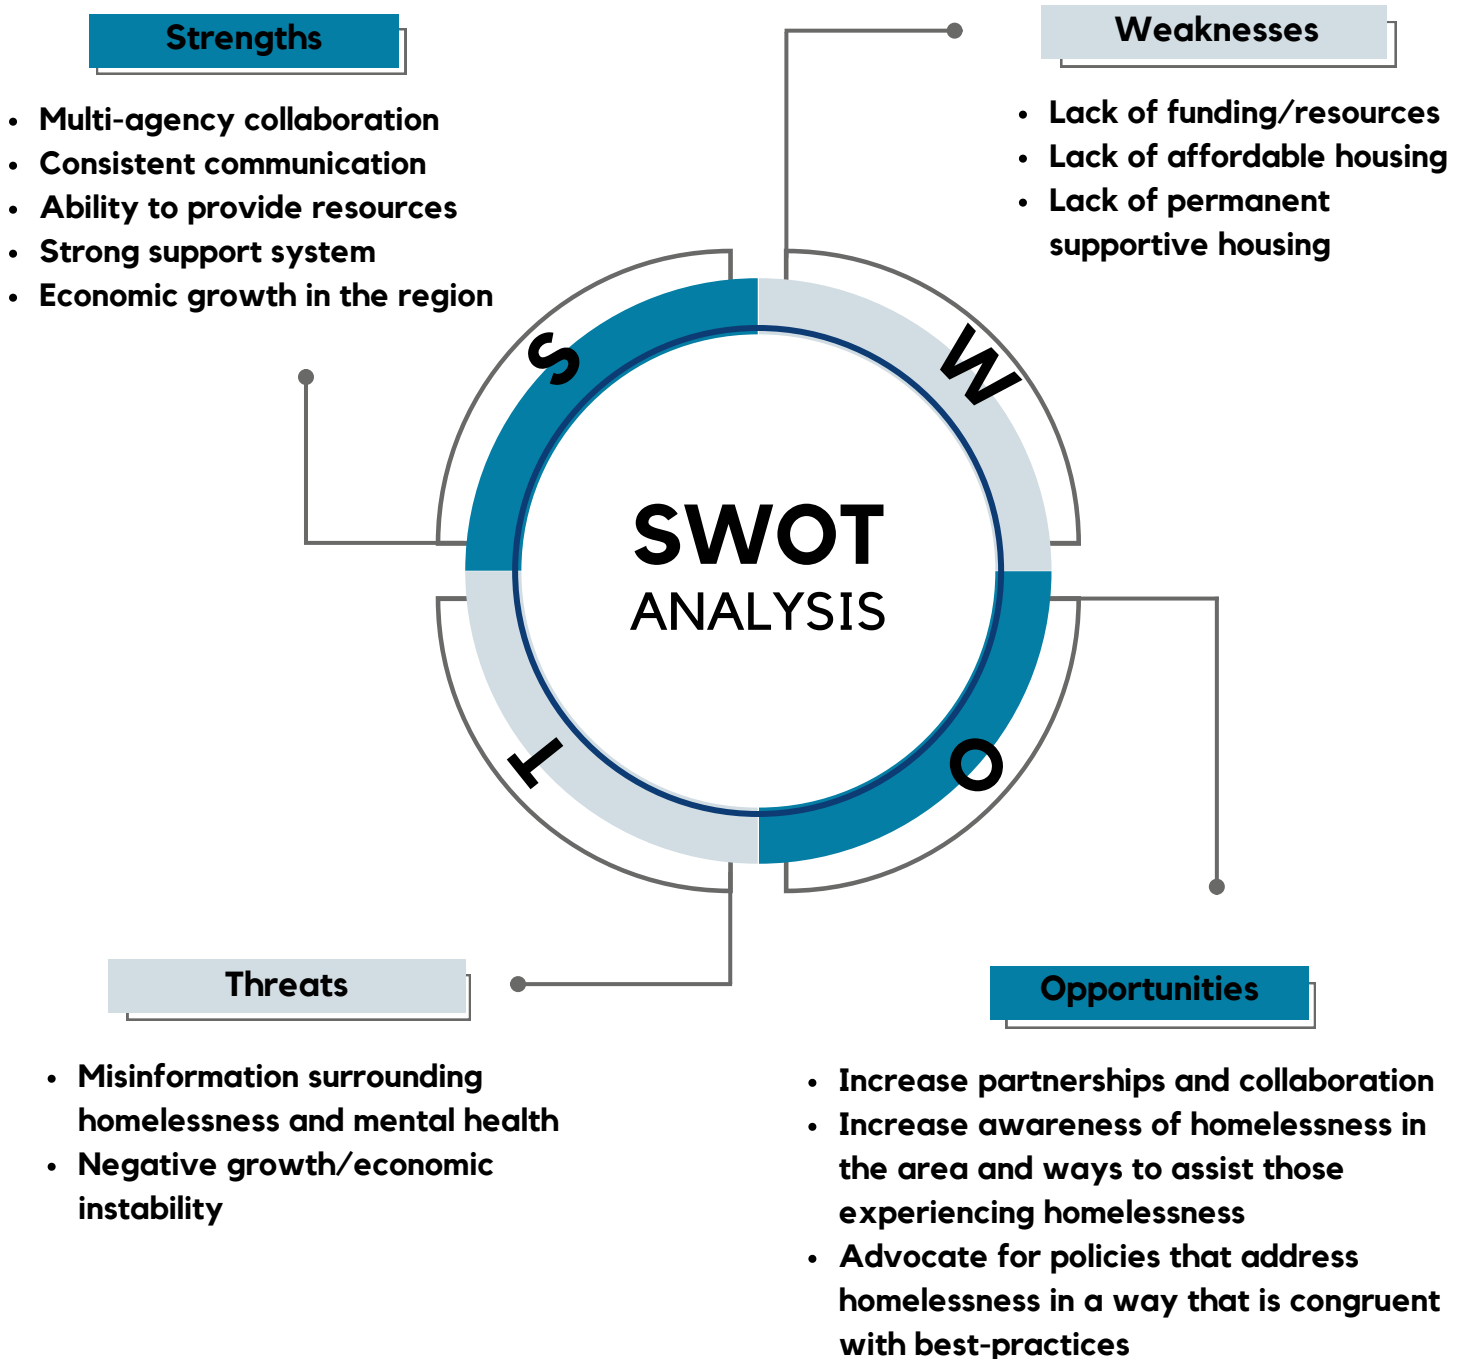 Strengths
• Multi-agency collaboration
• Consistent communication
• Ability to provide resources
• Strong support system
• Economic growth in the region
Weaknesses
• Lack of funding/resources
• Lack of affordable housing
• Lack of permanent
supportive housing
S
W
SWOT
ANALYSIS
T
O
Threats
• Misinformation surrounding
homelessness and mental health
• Negative growth/economic
instability
Opportunities
• Increase partnerships and collaboration
• Increase awareness of homelessness in
the area and ways to assist those
experiencing homelessness
• Advocate for policies that address
homelessness in a way that is congruent
with best-practices